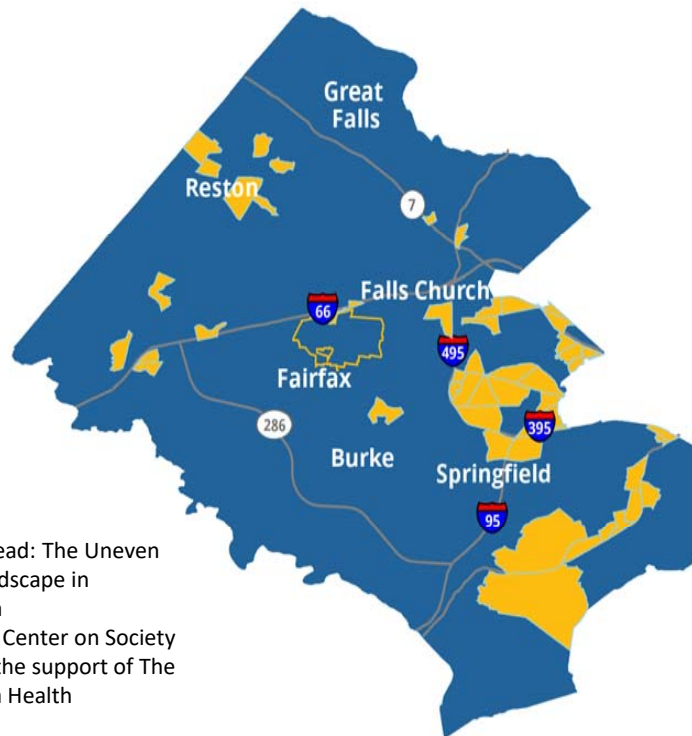 Great
Falls
Reston
7
Falls Church
66
495
Fairfax
286
395
Burke
Springfield
95
ead: The Uneven
dscape in
Center on Society
the support of The
Health